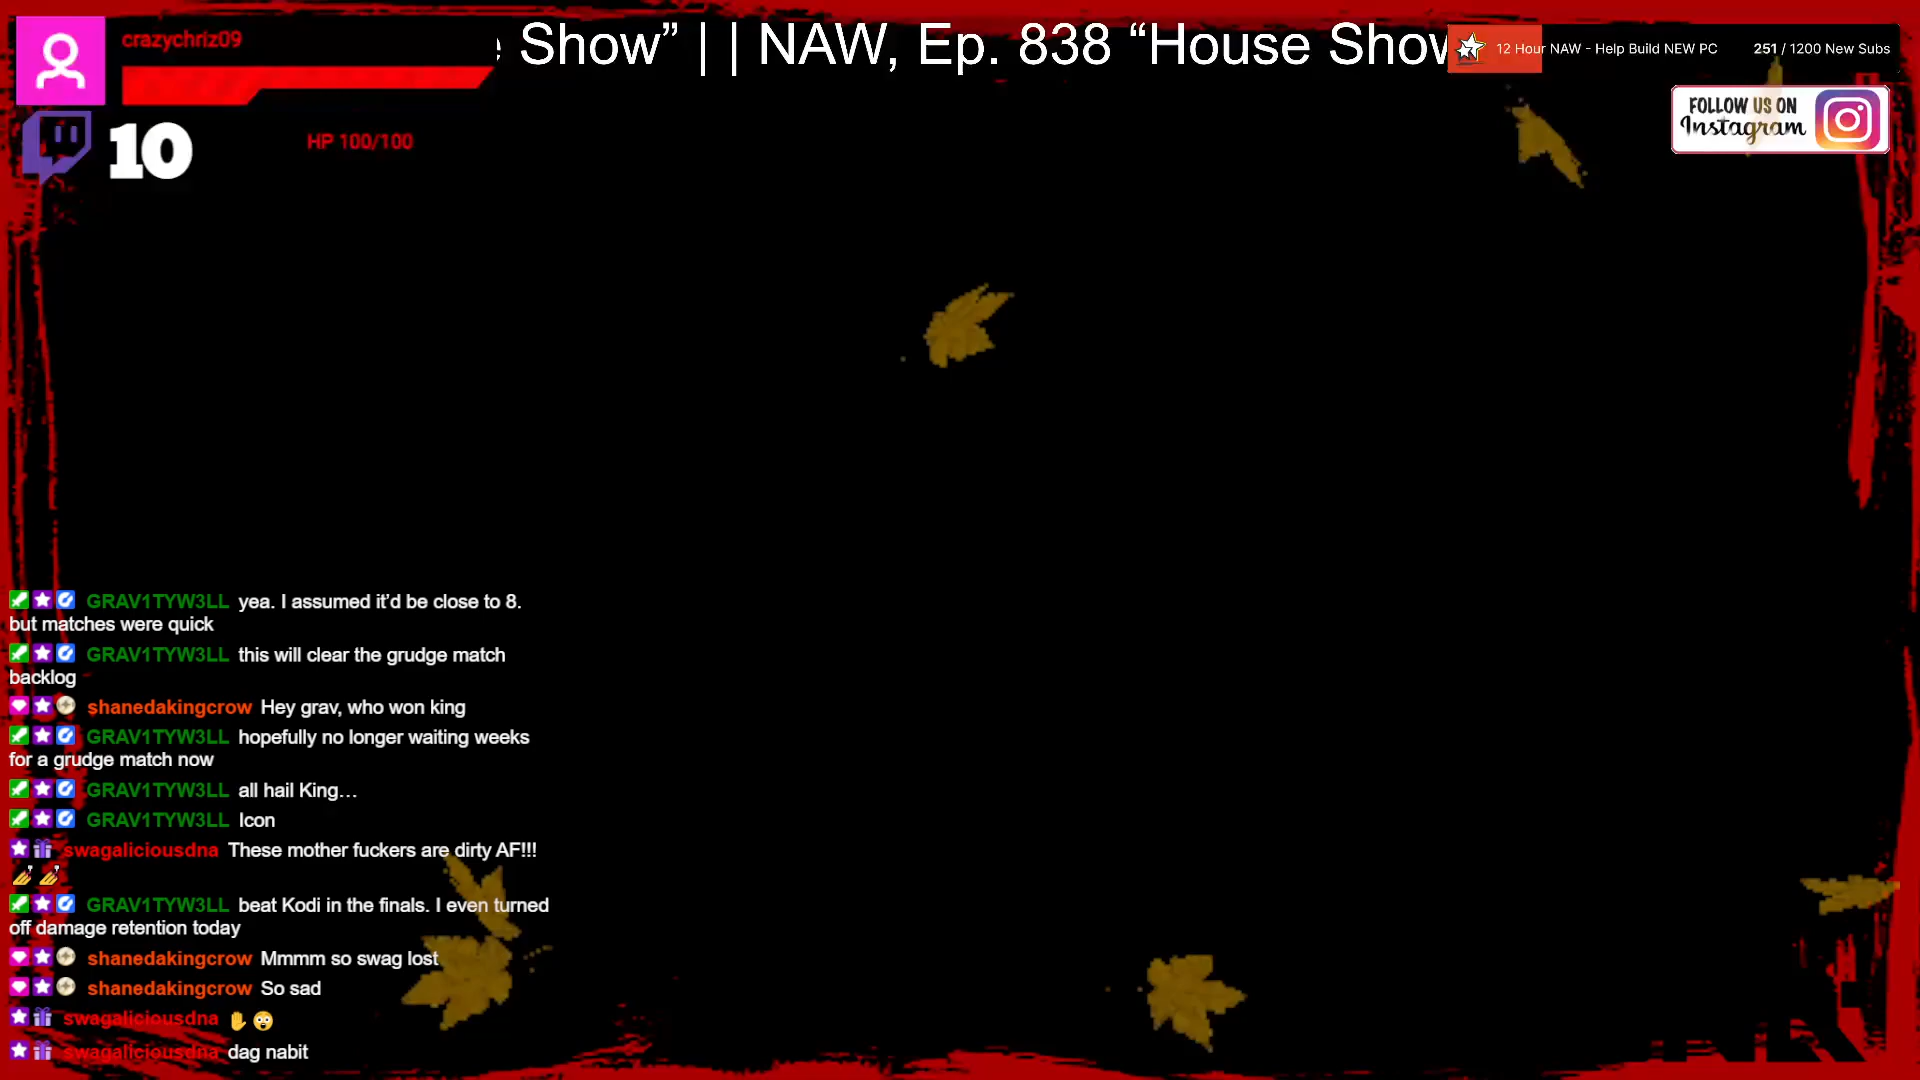 crazychriz09
Show” | | NAW, Ep. 838 “House Show
12 Hour NAW - Help Build NEW PC 251 / 1200 New Subs
FOLLOW US ON
Instagram
10
HP 100/100
GRAV1TYW3LL yea. I assumed it’d be close to 8.
but matches were quick
GRAV1TYW3LL this will clear the grudge match
backlog
shanedakingcrow Hey grav, who won king
GRAV1TYW3LL hopefully no longer waiting weeks
for a grudge match now
GRAV1TYW3LL all hail King…
GRAV1TYW3LL Icon
swagaliciousdna These mother fuckers are dirty AF!!!
💅 💅
GRAV1TYW3LL beat Kodi in the finals. I even turned
off damage retention today
shanedakingcrow Mmmm so swag lost
shanedakingcrow So sad
swagaliciousdna ✋ 😲
swagaliciousdna dag nabit